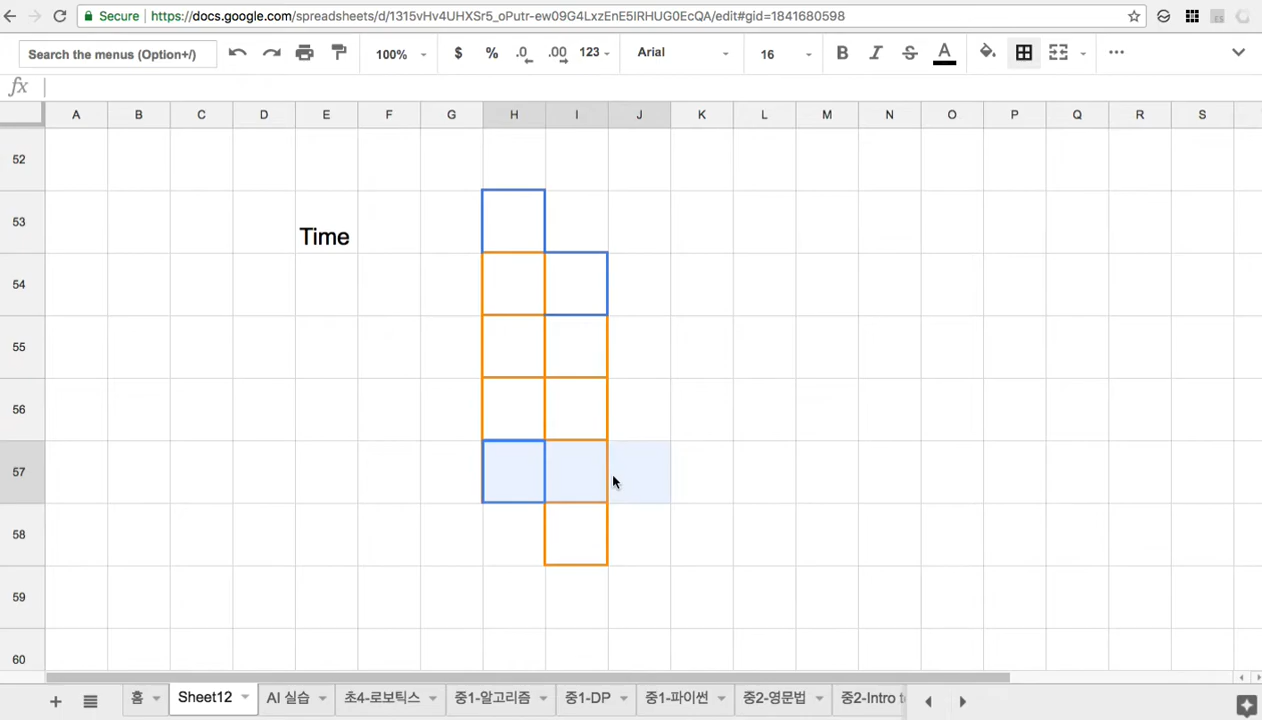 Secure https://docs.google.com/spreadsheets/d/1315vHv4UHXSr5_oPutr-ew09G4LxzEnE5IRHUG0EcQA/edit#gid=1841680598
Search the menus (Option+/) 100% $ % .0 .00 123 Arial 16 B I S A
fx
A B C D E F G H I J K L M N O P Q R S
52
53
Time
54
55
56
57
58
59
60
홈 Sheet12 AI 실습 초4-로보틱스 중1-알고리즘 중1-DP 중1-파이썬 중2-영문법 중2-Intro t